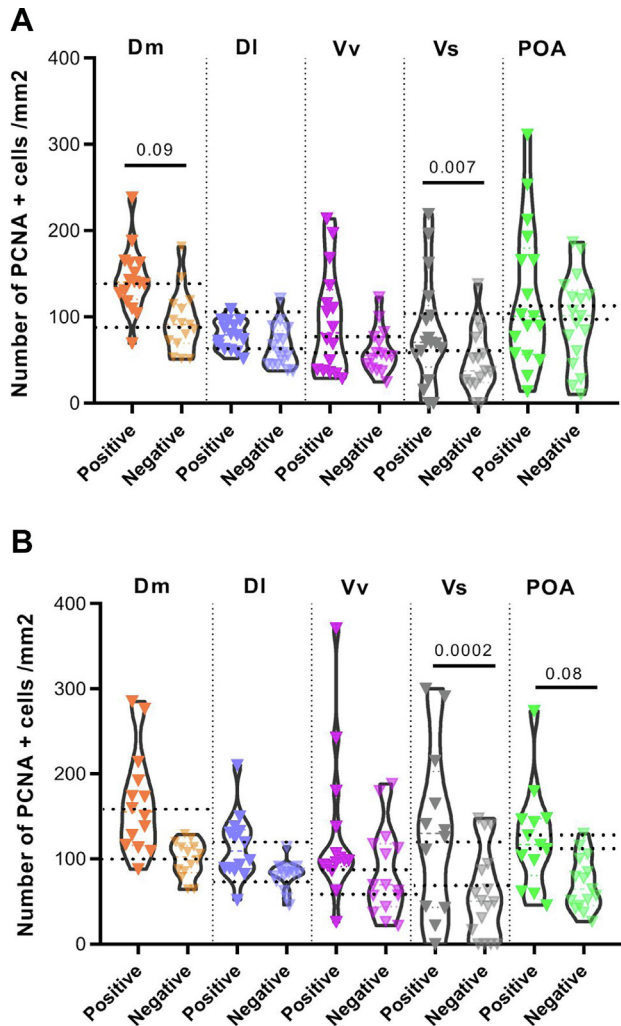 A
Dm Dl Vv Vs POA
Number of PCNA + cells /mm2
400
300
200
100
0
0.09
0.007
Positive Negative Positive Negative Positive Negative Positive Negative Positive Negative
B
Dm Dl Vv Vs POA
Number of PCNA + cells /mm2
400
300
200
100
0
0.0002
0.08
Positive Negative Positive Negative Positive Negative Positive Negative Positive Negative